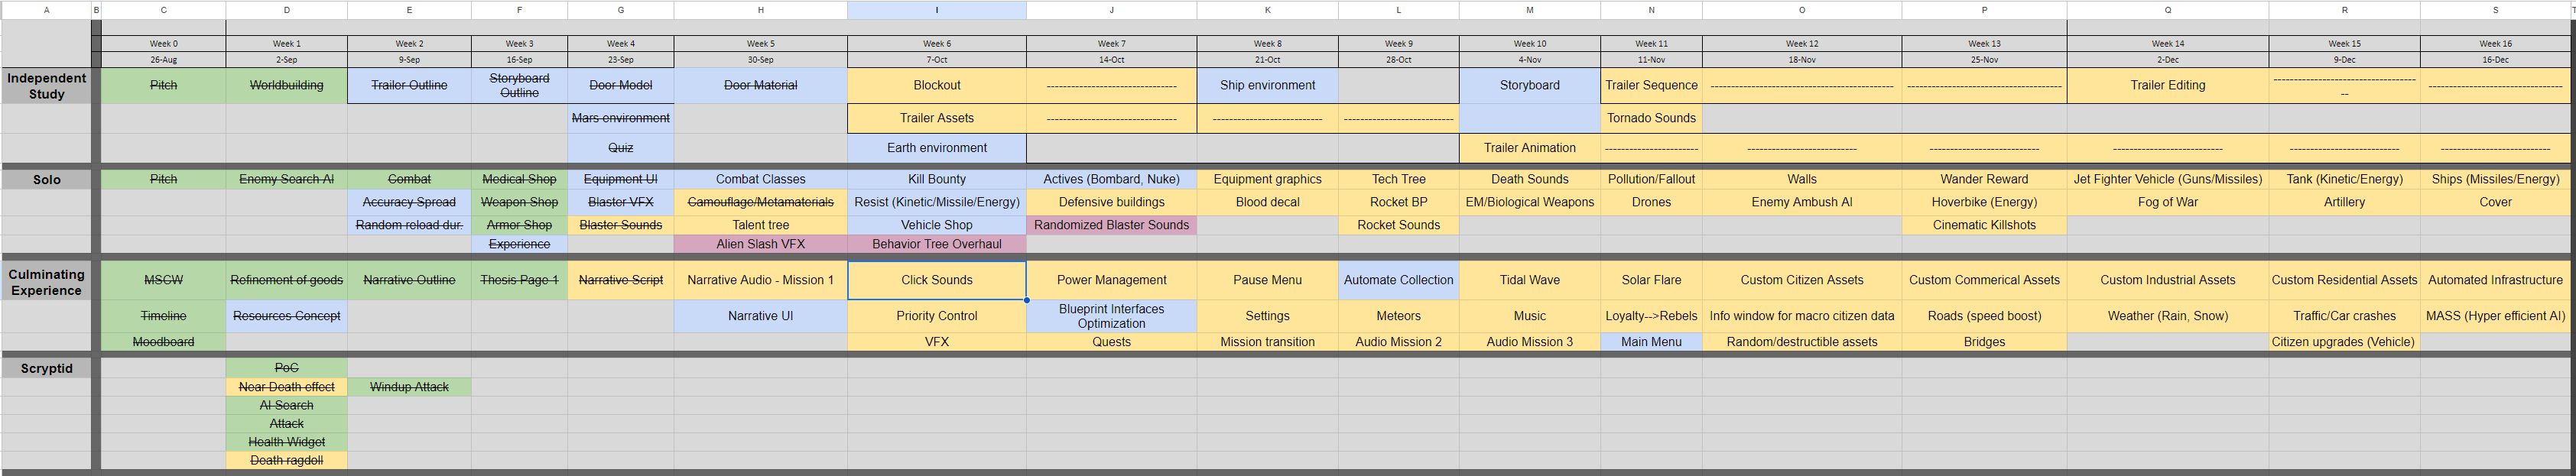 A B C D E F G H I J K L M N O P Q R S T
Week 0 Week 1 Week 2 Week 3 Week 4 Week 5 Week 6 Week 7 Week 8 Week 9 Week 10 Week 11 Week 12 Week 13 Week 14 Week 15 Week 16
26-Aug 2-Sep 9-Sep 16-Sep 23-Sep 30-Sep 7-Oct 14-Oct 21-Oct 28-Oct 4-Nov 11-Nov 18-Nov 25-Nov 2-Dec 9-Dec 16-Dec
Independent Study Pitch Worldbuilding Trailer Outline Storyboard Outline Door Model Door Material Blockout ------------------------------ Ship environment Storyboard Trailer Sequence ------------------------------------------ ----------------------------------- Trailer Editing ----------------------------------- -------------------------------
Mars environment Trailer Assets ------------------------------ ------------------------- ------------------------- Tornado Sounds
Quiz Earth environment Trailer Animation --------------------- ------------------------- ------------------------- ------------------------- ------------------------- -------------------------
Solo Pitch Enemy Search AI Combat Medical Shop Equipment UI Combat Classes Kill Bounty Actives (Bombard, Nuke) Equipment graphics Tech Tree Death Sounds Pollution/Fallout Walls Wander Reward Jet Fighter Vehicle (Guns/Missiles) Tank (Kinetic/Energy) Ships (Missiles/Energy)
Accuracy Spread Weapon Shop Blaster VFX Camouflage/Metamaterials Resist (Kinetic/Missile/Energy) Defensive buildings Blood decal Rocket BP EM/Biological Weapons Drones Enemy Ambush AI Hoverbike (Energy) Fog of War Artillery Cover
Random reload dur. Armor Shop Blaster Sounds Talent tree Vehicle Shop Randomized Blaster Sounds Rocket Sounds Cinematic Killshots
Experience Alien Slash VFX Behavior Tree Overhaul
Culminating Experience MSCW Refinement of goods Narrative Outline Thesis Page 1 Narrative Script Narrative Audio - Mission 1 Click Sounds Power Management Pause Menu Automate Collection Tidal Wave Solar Flare Custom Citizen Assets Custom Commerical Assets Custom Industrial Assets Custom Residential Assets Automated Infrastructure
Timeline Resources Concept Narrative UI Priority Control Blueprint Interfaces Optimization Settings Meteors Music Loyalty-->Rebels Info window for macro citizen data Roads (speed boost) Weather (Rain, Snow) Traffic/Car crashes MASS (Hyper efficient AI)
Moodboard VFX Quests Mission transition Audio Mission 2 Audio Mission 3 Main Menu Random/destructible assets Bridges Citizen upgrades (Vehicle)
Scryptid PoC
Near Death effect Windup Attack
AI Search
Attack
Health Widget
Death ragdoll